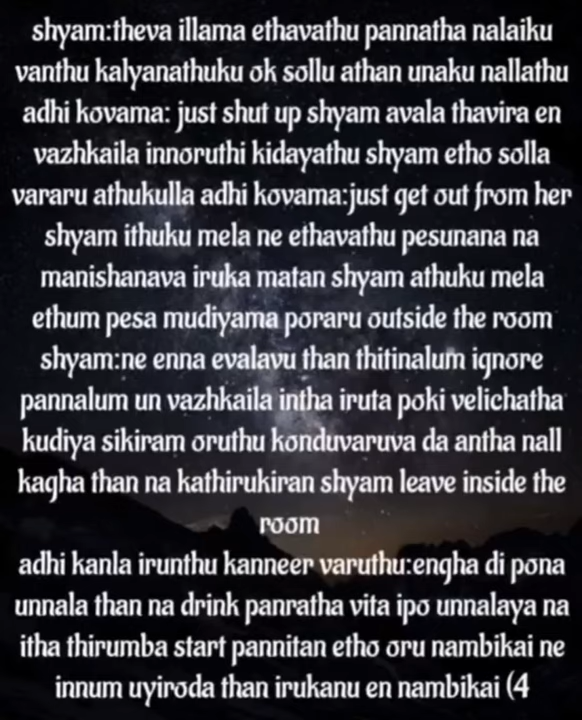 shyam:theva illama ethavathu pannatha nalaiku
vanthu kalyanathuku ok sollu athan unaku nallathu
adhi kovama: just shut up shyam avala thavira en
vazhkaila innoruthi kidayathu shyam etho solla
vararu athukulla adhi kovama:just get out from her
shyam ithuku mela ne ethavathu pesunana na
manishanava iruka matan shyam athuku mela
ethum pesa mudiyama poraru outside the room
shyam:ne enna evalavu than thitinalum ignore
pannalum un vazhkaila intha iruta poki velichatha
kudiya sikiram oruthu konduvaruva da antha nall
kagha than na kathirukiran shyam leave inside the
room
adhi kanla irunthu kanneer varuthu:engha di pona
unnala than na drink panratha vita ipo unnalaya na
itha thirumba start pannitan etho oru nambikai ne
innum uyiroda than irukanu en nambikai (4